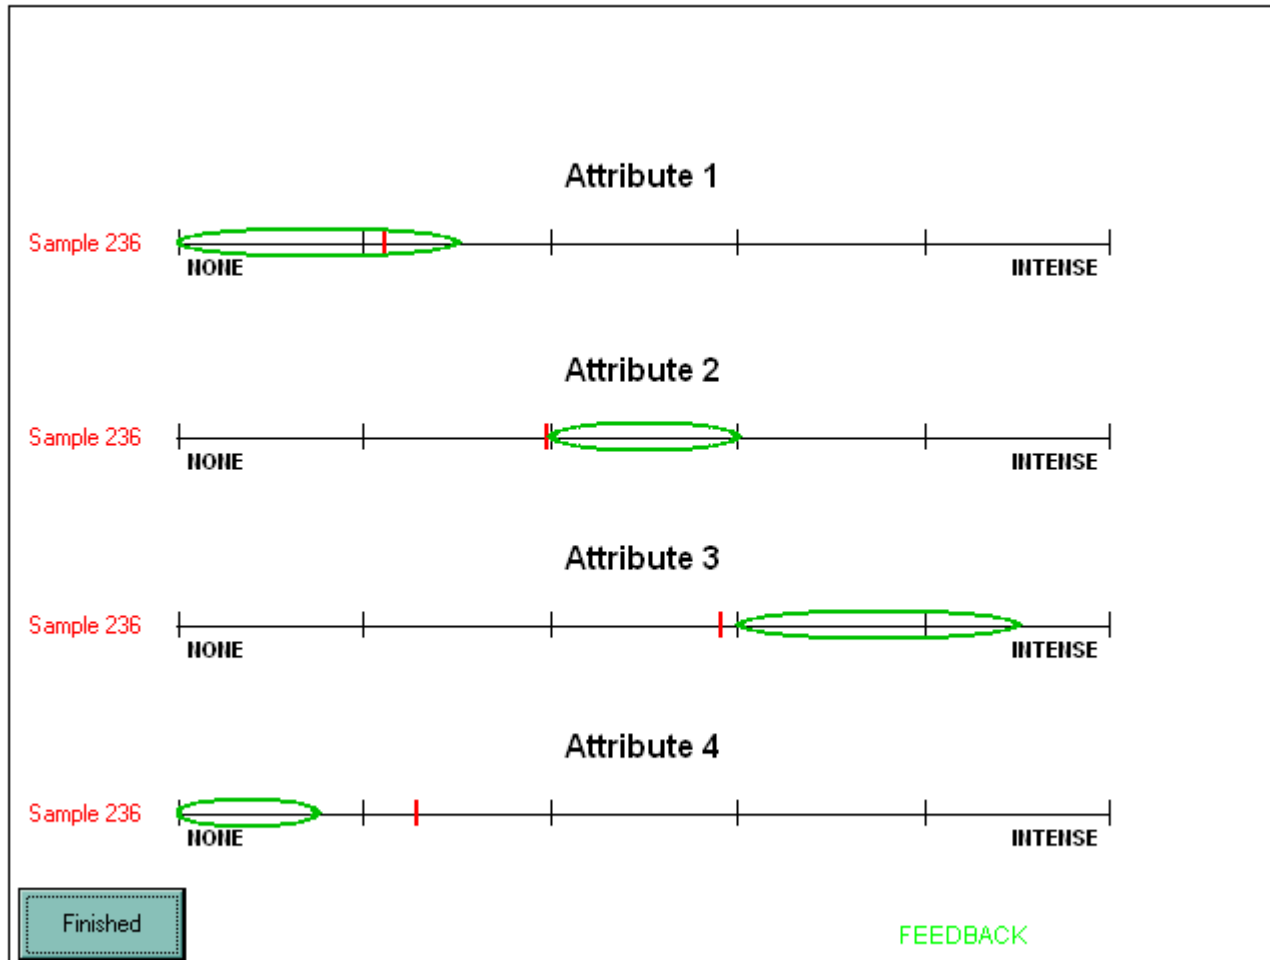 Attribute 1
Sample 236
NONE INTENSE
Attribute 2
Sample 236
NONE INTENSE
Attribute 3
Sample 236
NONE INTENSE
Attribute 4
Sample 236
NONE INTENSE
Finished
FEEDBACK